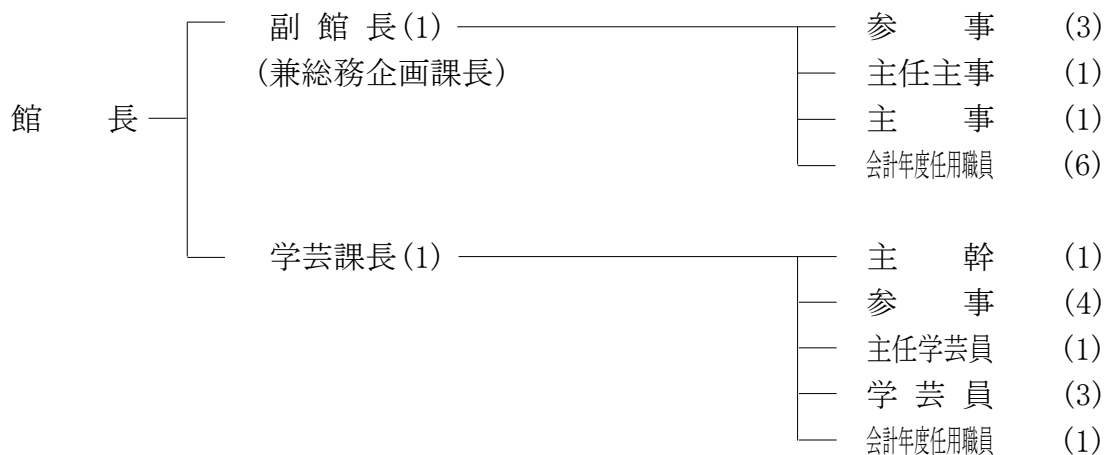 副 館 長(1) 参　　事 (3)
(兼総務企画課長) 主任主事 (1)
館　　長 主　　事 (1)
会計年度任用職員 (6)
学芸課長(1) 主　　幹 (1)
参　　事 (4)
主任学芸員 (1)
学 芸 員 (3)
会計年度任用職員 (1)